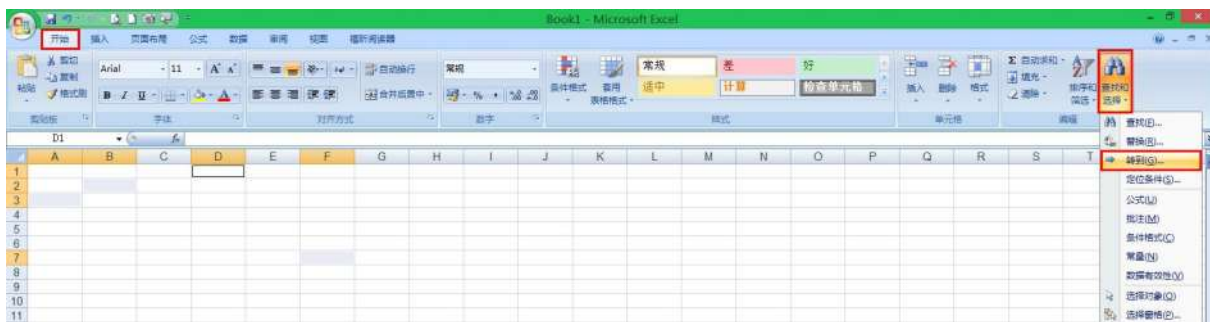 Book1 - Microsoft Excel
开始 插入 页面布局 公式 数据 审阅 视图 福昕阅读器
剪切 Arial 11 A A 自动换行 常规 常规 差 好 插入 删除 格式 Σ 自动求和
复制 条件格式 套用 适中 计算 检查单元格 填充 排序和 查找和
粘贴 格式刷 B I U A 合并后居中 % 表格格式 清除 筛选 选择
剪贴板 字体 对齐方式 数字 样式 单元格 编辑
D1 fx
查找(F)...
替换(R)...
转到(G)...
定位条件(S)...
公式(U)
批注(M)
条件格式(C)
常量(N)
数据有效性(V)
选择对象(O)
选择窗格(P)...
A B C D E F G H I J K L M N O P Q R S T
1
2
3
4
5
6
7
8
9
10
11